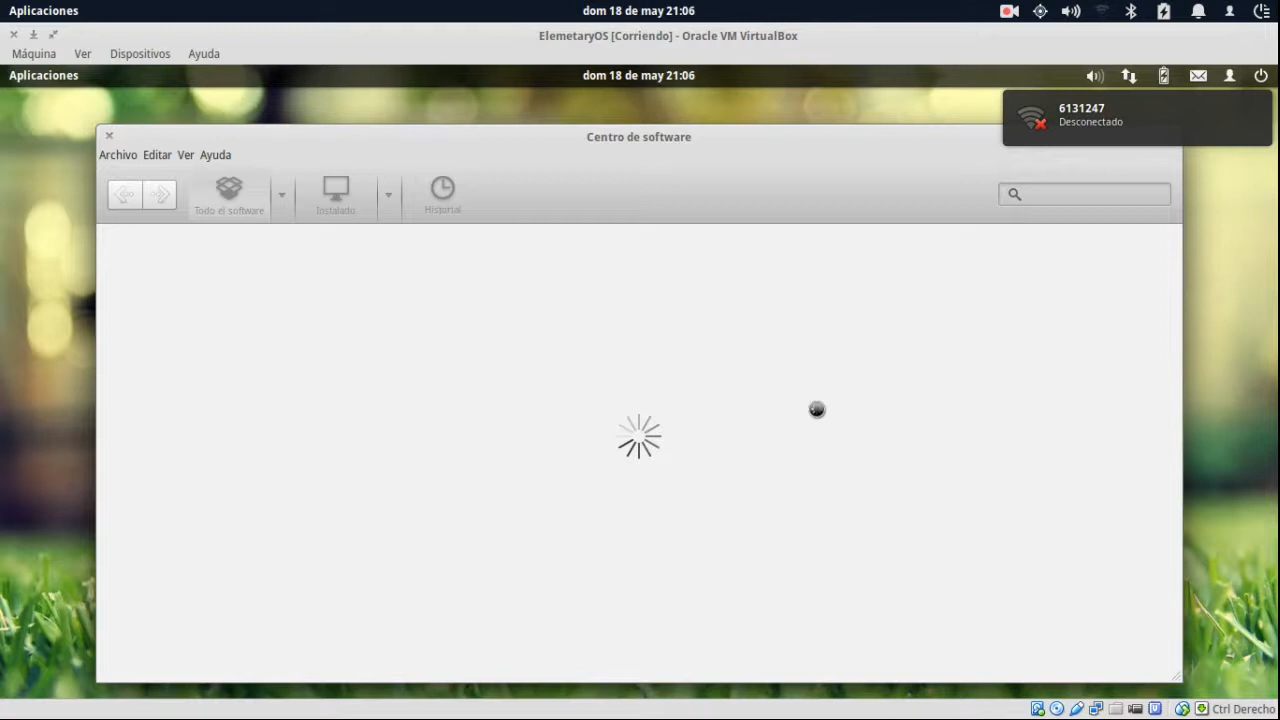 Aplicaciones
dom 18 de may 21:06
ElemetaryOS [Corriendo] - Oracle VM VirtualBox
Máquina Ver Dispositivos Ayuda
Aplicaciones
dom 18 de may 21:06
6131247
Desconectado
Centro de software
Archivo Editar Ver Ayuda
Todo el software Instalado Historial
Ctrl Derecho